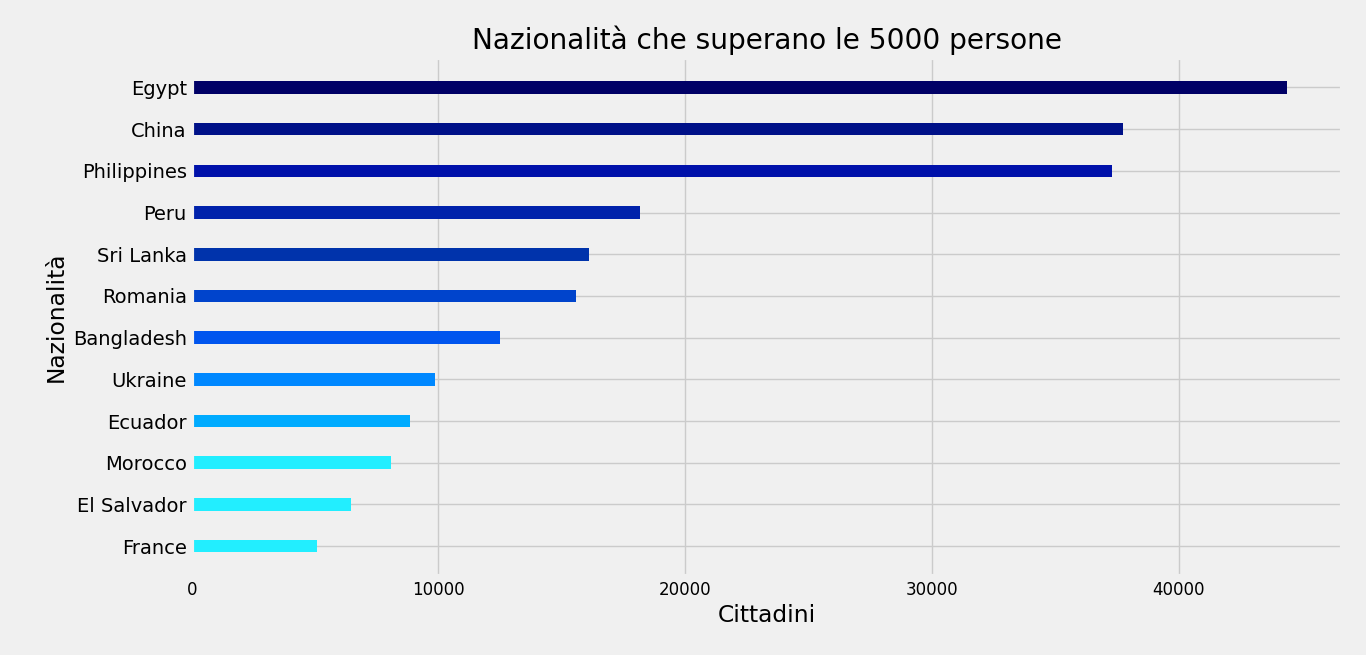 Nazionalità che superano le 5000 persone
Egypt
China
Philippines
Peru
Sri Lanka
Romania
Bangladesh
Ukraine
Ecuador
Morocco
El Salvador
France
Nazionalità
0 10000 20000 30000 40000
Cittadini